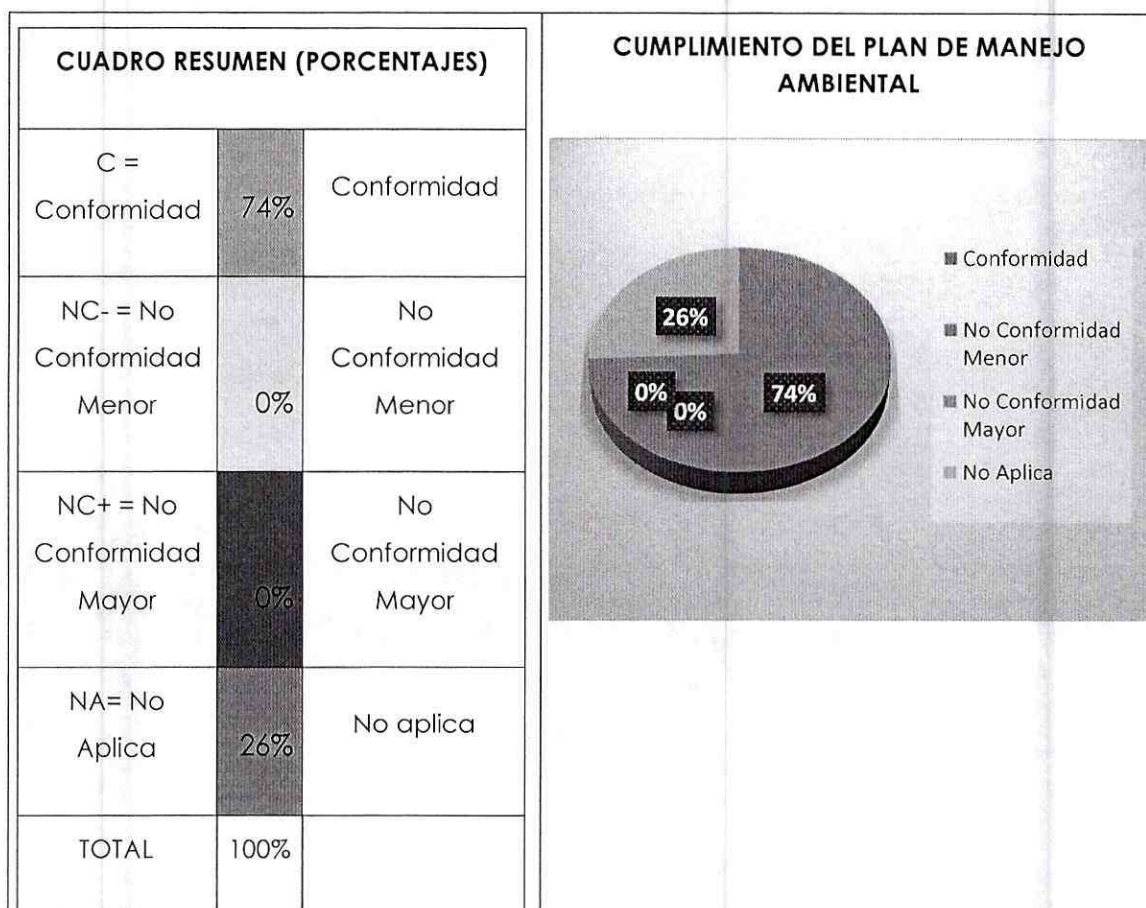 CUADRO RESUMEN (PORCENTAJES)
C =
Conformidad
74%
Conformidad
NC- = No
Conformidad
Menor
0%
No
Conformidad
Menor
NC+ = No
Conformidad
Mayor
0%
No
Conformidad
Mayor
NA= No
Aplica
26%
No aplica
TOTAL
100%
CUMPLIMIENTO DEL PLAN DE MANEJO
AMBIENTAL
26%
0%
0%
74%
Conformidad
No Conformidad
Menor
No Conformidad
Mayor
No Aplica